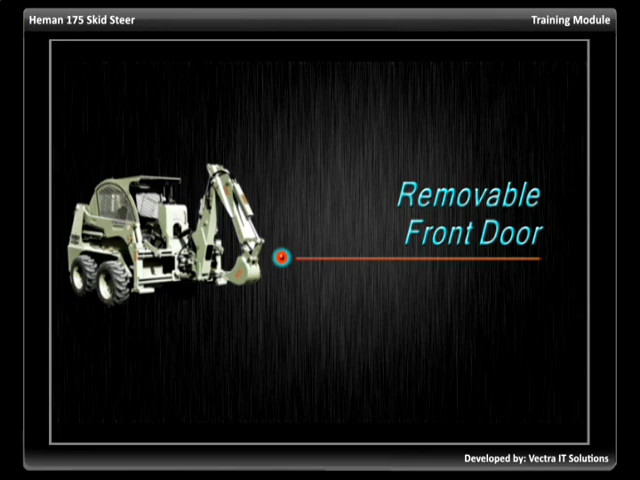 Heman 175 Skid Steer
Training Module
Removable
Front Door
Developed by: Vectra IT Solutions